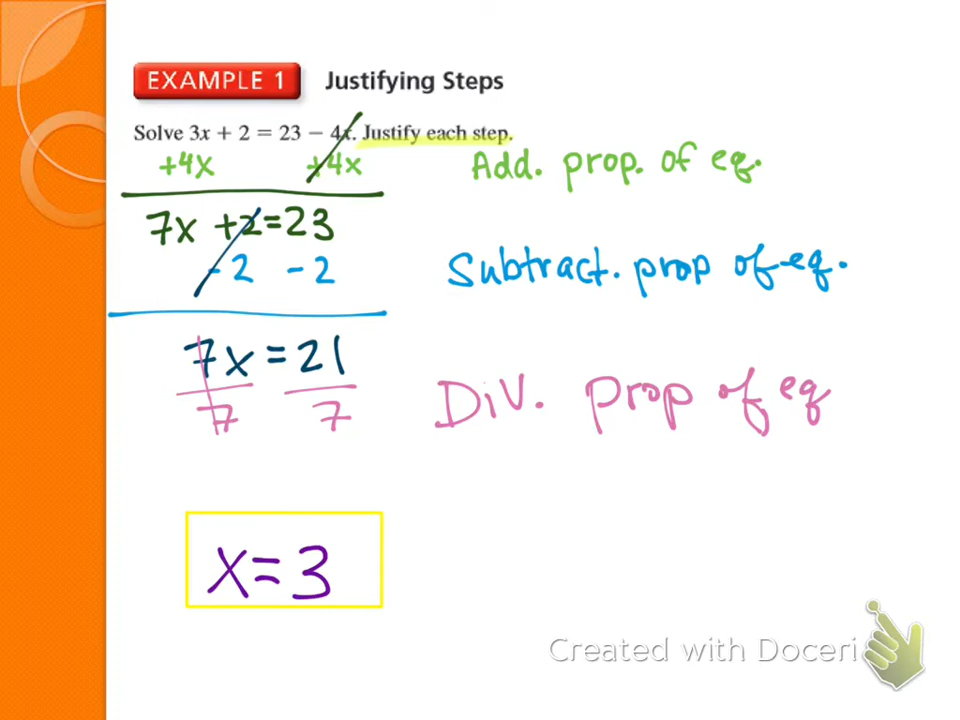 EXAMPLE 1 Justifying Steps
Solve 3x + 2 = 23 − 4x. Justify each step.
+4x +4x Add. prop. of eq.
7x +2=23
-2 -2 Subtract. prop of eq.
7x = 21
7 7 Div. prop of eq
x=3
Created with Doceri